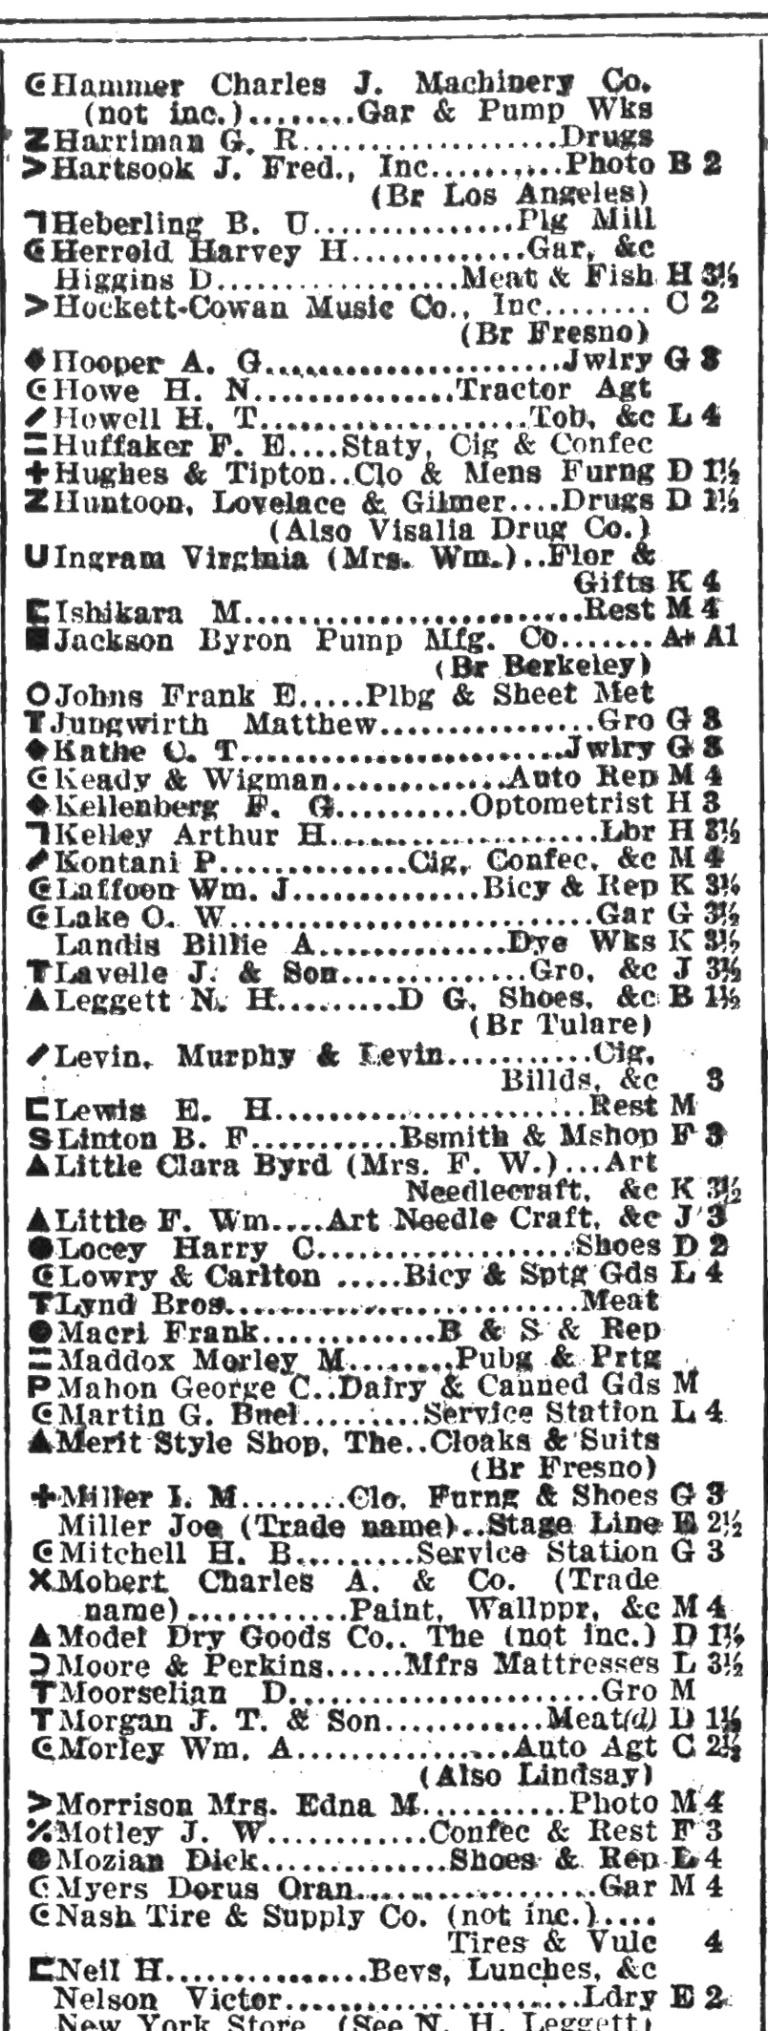 Hammer Charles J. Machinery Co.
(not inc.)........Gar & Pump Wks
Z Harriman G. R...................Drugs
> Hartsook J. Fred., Inc..........Photo B 2
(Br Los Angeles)
Heberling B. U...............Plg Mill
Herrold Harvey H.............Gar, &c
Higgins D..................Meat & Fish H 3½
> Hockett-Cowan Music Co., Inc........ C 2
(Br Fresno)
◆ Hooper A. G......................Jwlry G 3
Howe H. N...............Tractor Agt
Howell H. T....................Tob, &c L 4
= Huffaker F. E....Staty, Cig & Confec
+ Hughes & Tipton..Clo & Mens Furng D 1½
Z Huntoon, Lovelace & Gilmer....Drugs D 1½
(Also Visalia Drug Co.)
U Ingram Virginia (Mrs. Wm.)..Flor &
Gifts K 4
Ishikara M.........................Rest M 4
■ Jackson Byron Pump Mfg. Co....... A+ A1
(Br Berkeley)
O Johns Frank E.....Plbg & Sheet Met
T Jungwirth Matthew................Gro G 3
◆ Kathe O. T.......................Jwlry G 3
Keady & Wigman.............Auto Rep M 4
◆ Kellenberg F. G..........Optometrist H 3
Kelley Arthur H....................Lbr H 3½
Kontani P..............Cig, Confec, &c M 4
Laffoon Wm. J..............Bicy & Rep K 3½
Lake O. W...........................Gar G 3½
Landis Billie A..............Dye Wks K 3½
T Lavelle J. & Son..............Gro, &c J 3½
▲ Leggett N. H.........D G, Shoes, &c B 1½
(Br Tulare)
Levin, Murphy & Levin...........Cig,
Billds, &c 3
Lewis E. H.......................Rest M
S Linton B. F...........Bsmith & Mshop F 3
▲ Little Clara Byrd (Mrs. F. W.)...Art
Needlecraft, &c K 3½
▲ Little F. Wm....Art Needle Craft, &c J 3
● Locey Harry C...................Shoes D 2
Lowry & Carlton .....Bicy & Sptg Gds L 4
T Lynd Bros..........................Meat
● Macri Frank.............B & S & Rep
= Maddox Morley M........Pubg & Prtg
P Mahon George C..Dairy & Canned Gds M
Martin G. Buel.........Service Station L 4
▲ Merit Style Shop, The..Cloaks & Suits
(Br Fresno)
+ Miller I. M........Clo, Furng & Shoes G 3
Miller Joe (Trade name)..Stage Line E 2½
Mitchell H. B.........Service Station G 3
X Mobert Charles A. & Co. (Trade
name)............Paint, Wallppr, &c M 4
▲ Model Dry Goods Co., The (not inc.) D 1½
Moore & Perkins......Mfrs Mattresses L 3½
T Moorselian D.......................Gro M
T Morgan J. T. & Son............Meat(d) D 1½
Morley Wm. A................Auto Agt C 2½
(Also Lindsay)
> Morrison Mrs. Edna M...........Photo M 4
Motley J. W............Confec & Rest F 3
● Mozian Dick..............Shoes & Rep L 4
Myers Dorus Oran..................Gar M 4
Nash Tire & Supply Co. (not inc.).....
Tires & Vulc 4
Neil H...............Bevs, Lunches, &c
Nelson Victor......................Ldry E 2
New York Store (See N. H. Leggett)